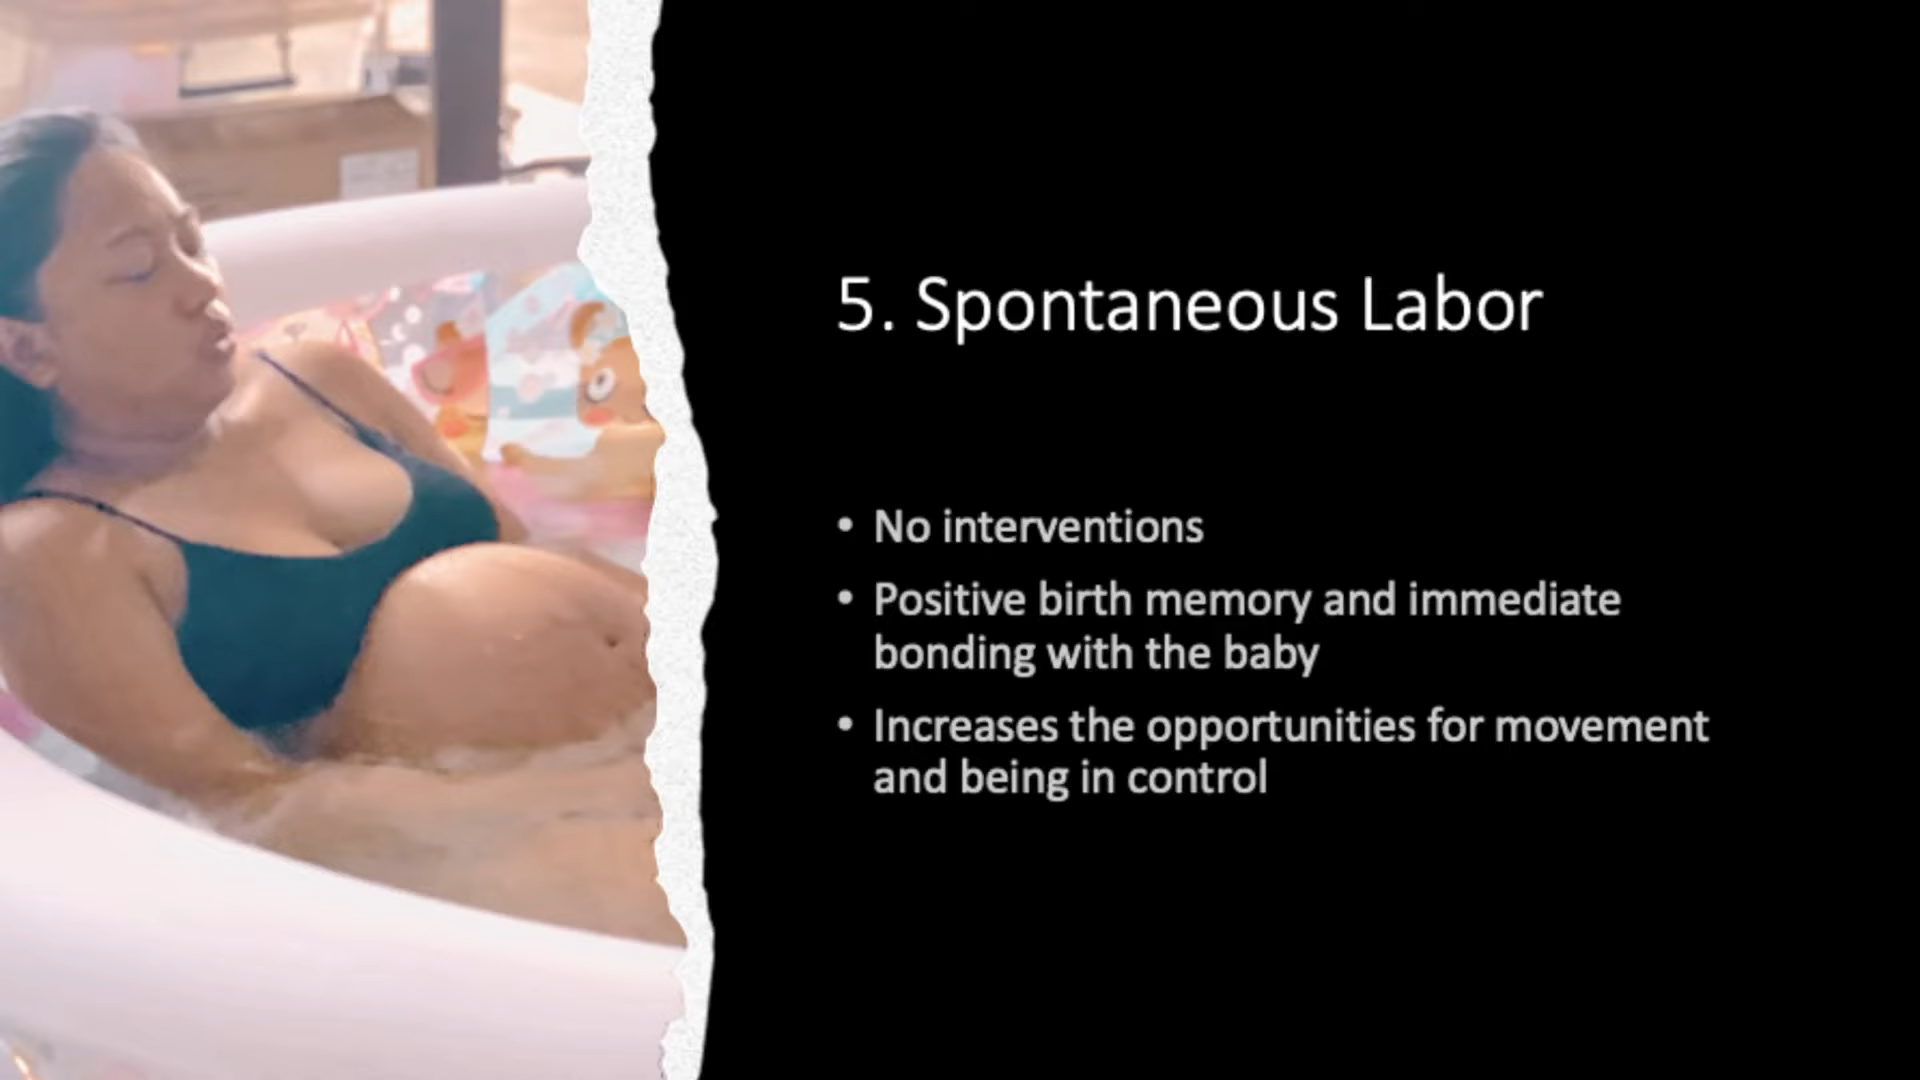 5. Spontaneous Labor
• No interventions
• Positive birth memory and immediate
bonding with the baby
• Increases the opportunities for movement
and being in control